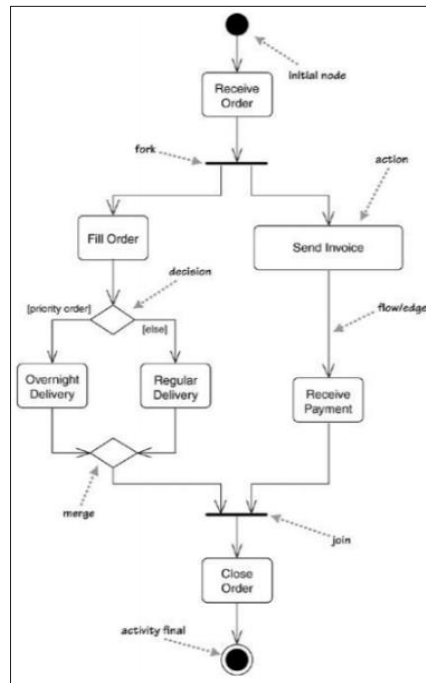 initial node
Receive
Order
fork
action
Fill Order
Send Invoice
decision
[priority order]
[else]
flow/edge
Overnight
Delivery
Regular
Delivery
Receive
Payment
merge
join
Close
Order
activity final